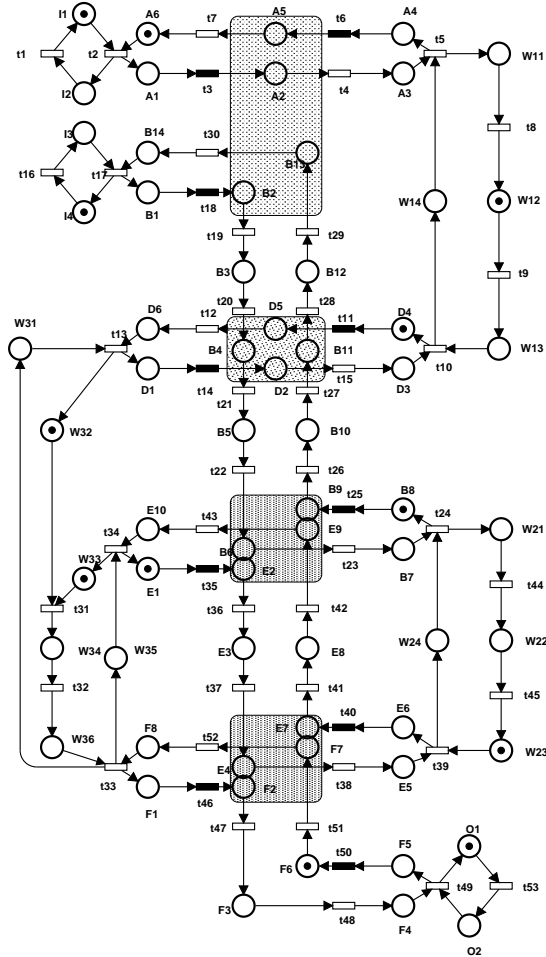 I1 A6 t7 A5 t6 A4
t1 t2 t5 W11
I2 A1 t3 A2 t4 A3
I3 B14 t30 t8
B13
t16 t17
I4 B1 t18 B2 W14 W12
t19 t29
B3 B12 t9
W31 D6 t12 t20 D5 t28 t11 D4
t13 B4 B11 W13
D1 t14 D2 t15 D3 t10
t21 t27
W32 B5 B10
t22 t26
B9 t25 B8
E10 t43 t24
t34 E9 W21
W33 B6
E1 t35 E2 t23 B7 t44
t31 t36 t42
W34 W35 E3 E8 W24 W22
t32 t37 t41 t45
W36 F8 t52 E7 t40 E6
F7 W23
t33 E4 t38 E5 t39
F1 t46 F2
t47 t51 O1
F6 t50 F5
t49 t53
F3 t48 F4
O2